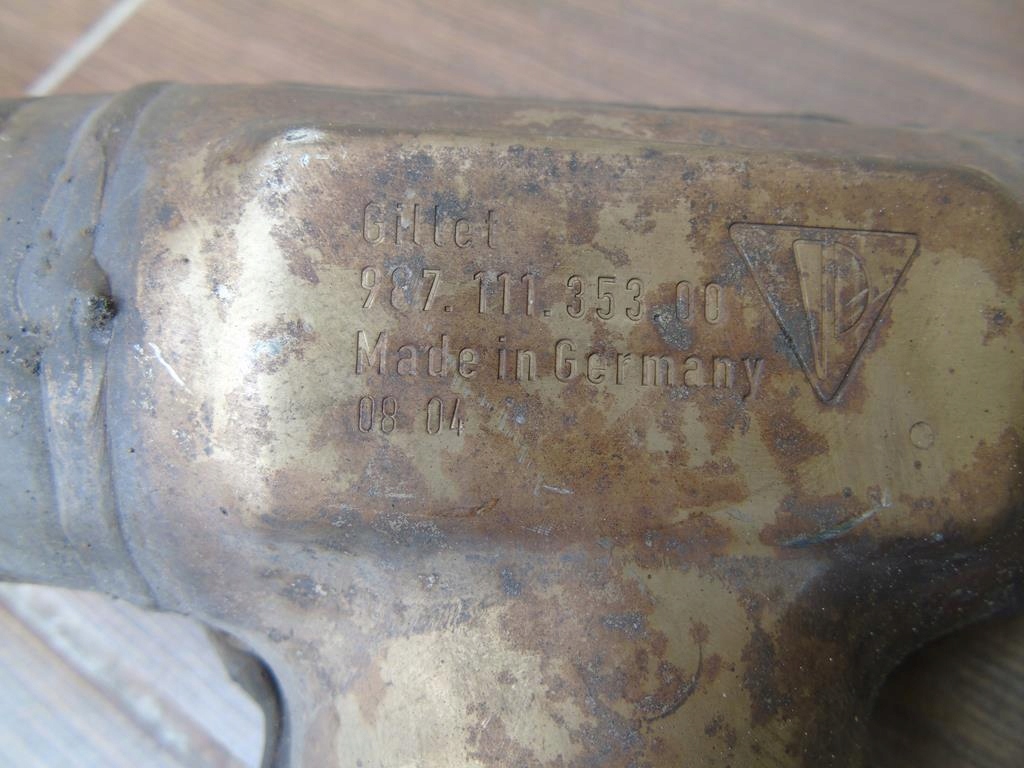 Gillet
987.111.353.00
Made in Germany
08 04